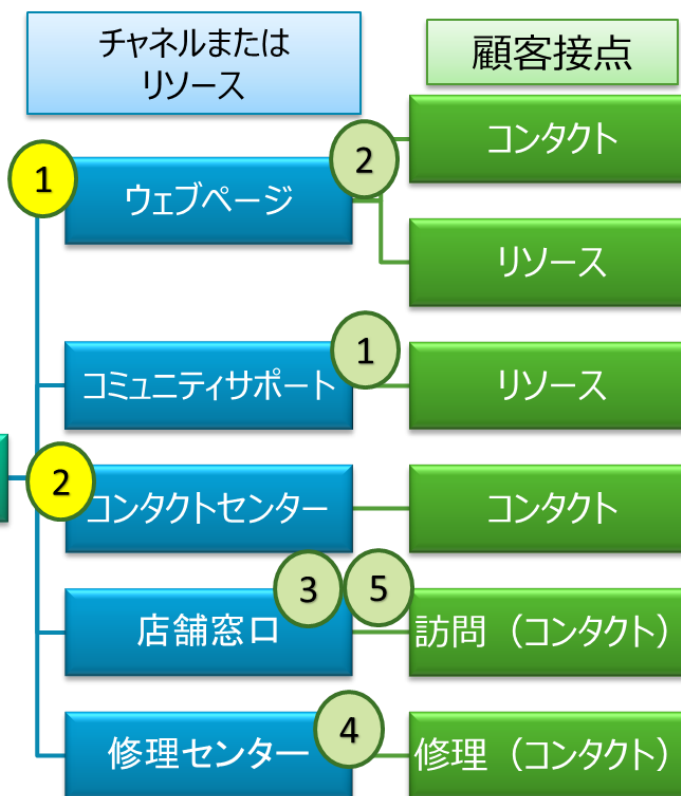 チャネルまたは
リソース
顧客接点
1
ウェブページ
2
コンタクト
リソース
コミュニティサポート
1
リソース
2
コンタクトセンター
コンタクト
店舗窓口
3
5
訪問（コンタクト）
修理センター
4
修理（コンタクト）